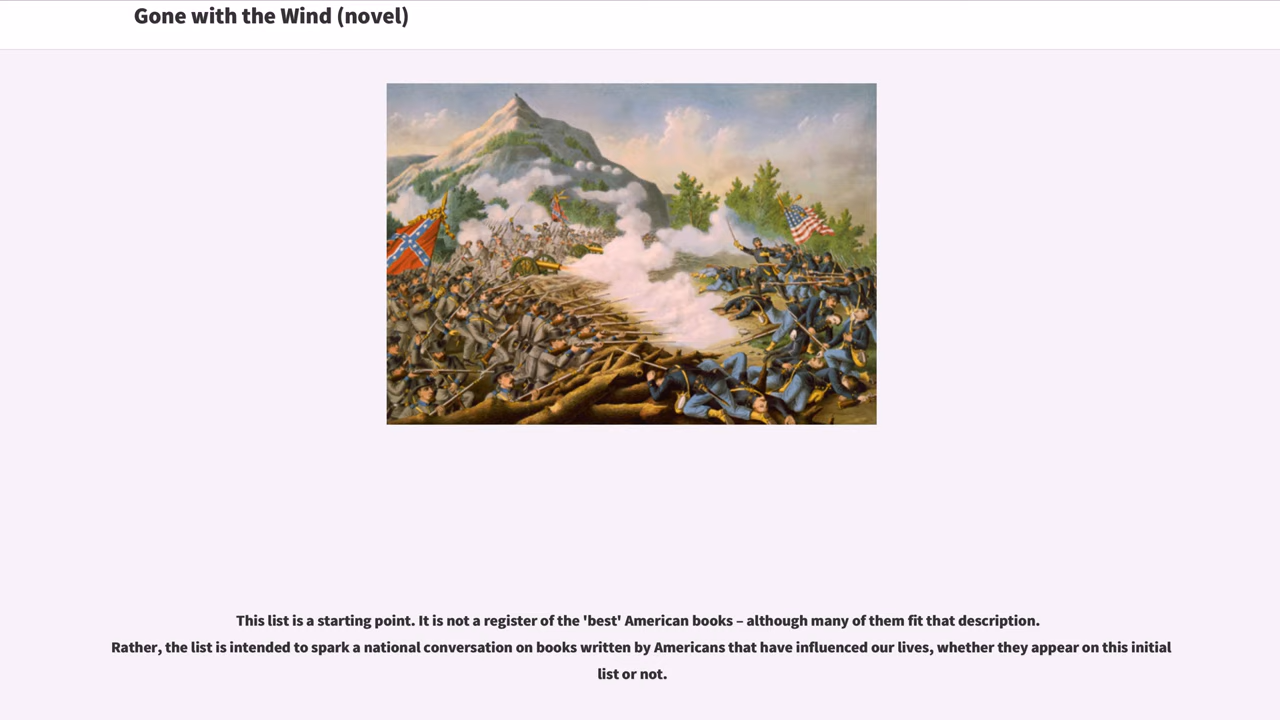 Gone with the Wind (novel)
This list is a starting point. It is not a register of the 'best' American books – although many of them fit that description.
Rather, the list is intended to spark a national conversation on books written by Americans that have influenced our lives, whether they appear on this initial
list or not.